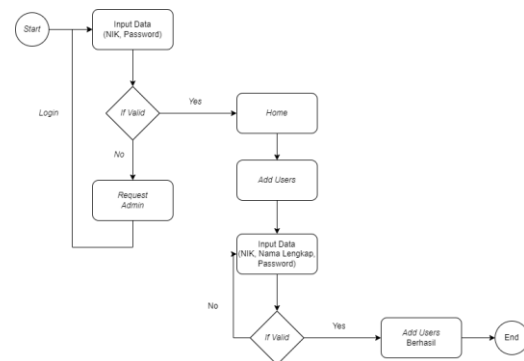 Start
Input Data
(NIK, Password)
Login
If Valid
Yes
Home
No
Request
Admin
Add Users
Input Data
(NIK, Nama Lengkap,
Password)
No
If Valid
Yes
Add Users
Berhasil
End